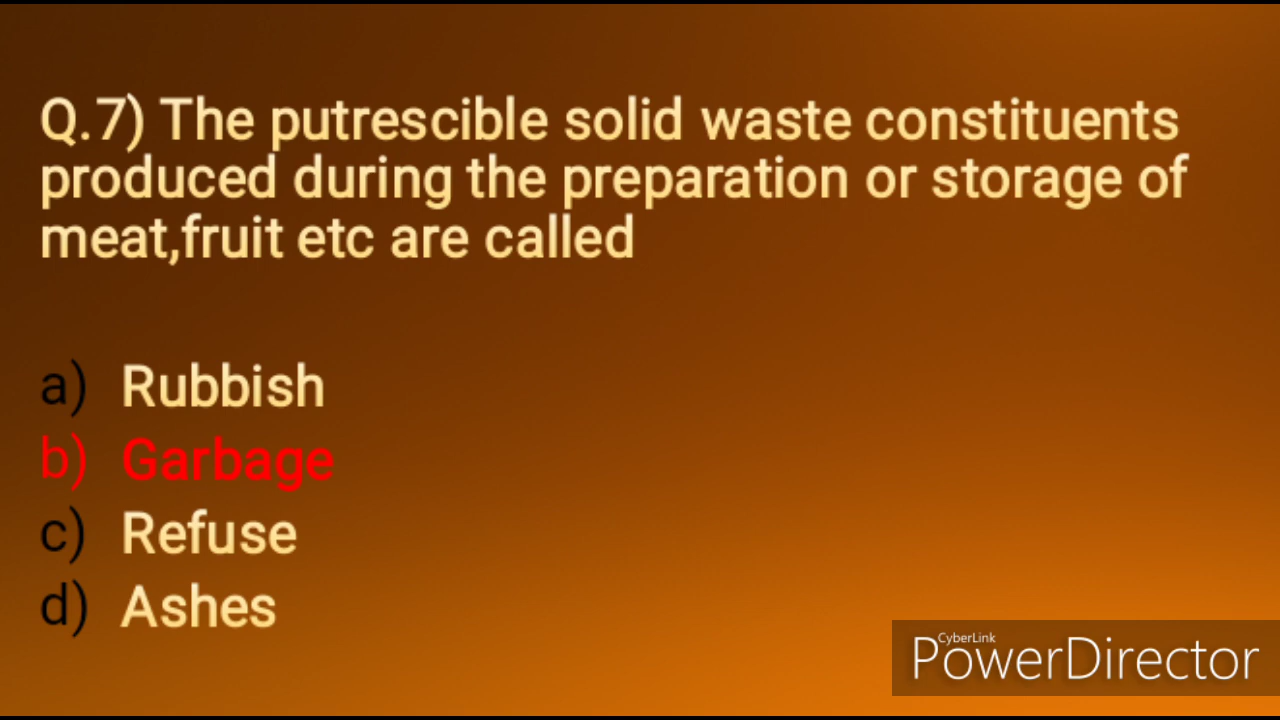 Q.7) The putrescible solid waste constituents
produced during the preparation or storage of
meat,fruit etc are called
a) Rubbish
b) Garbage
c) Refuse
d) Ashes
CyberLink
PowerDirector